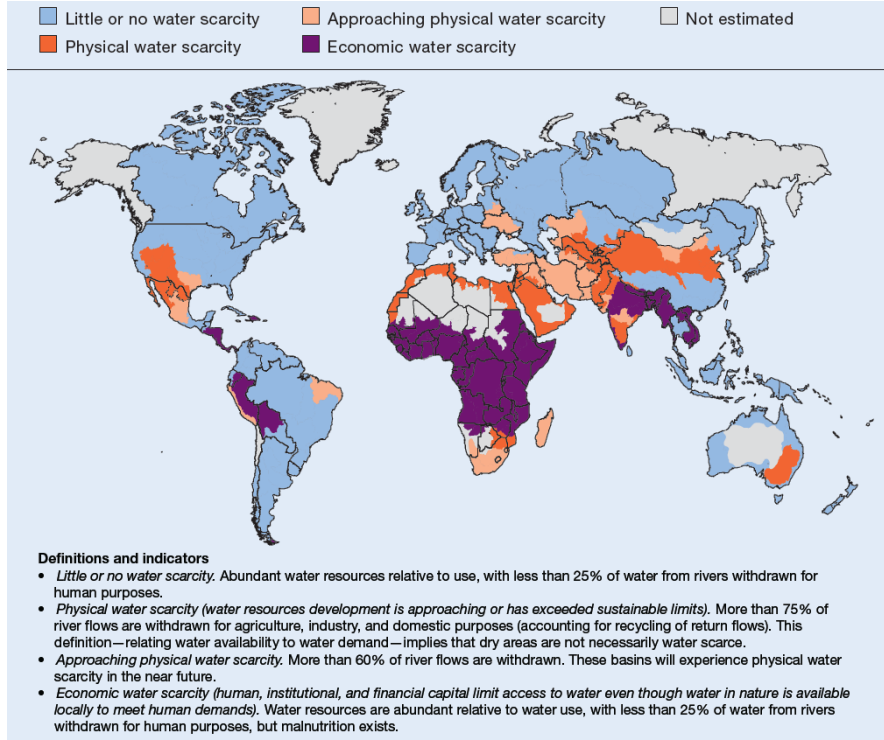 Little or no water scarcity
Approaching physical water scarcity
Not estimated
Physical water scarcity
Economic water scarcity
Definitions and indicators
• Little or no water scarcity. Abundant water resources relative to use, with less than 25% of water from rivers withdrawn for
human purposes.
• Physical water scarcity (water resources development is approaching or has exceeded sustainable limits). More than 75% of
river flows are withdrawn for agriculture, industry, and domestic purposes (accounting for recycling of return flows). This
definition—relating water availability to water demand—implies that dry areas are not necessarily water scarce.
• Approaching physical water scarcity. More than 60% of river flows are withdrawn. These basins will experience physical water
scarcity in the near future.
• Economic water scarcity (human, institutional, and financial capital limit access to water even though water in nature is available
locally to meet human demands). Water resources are abundant relative to water use, with less than 25% of water from rivers
withdrawn for human purposes, but malnutrition exists.